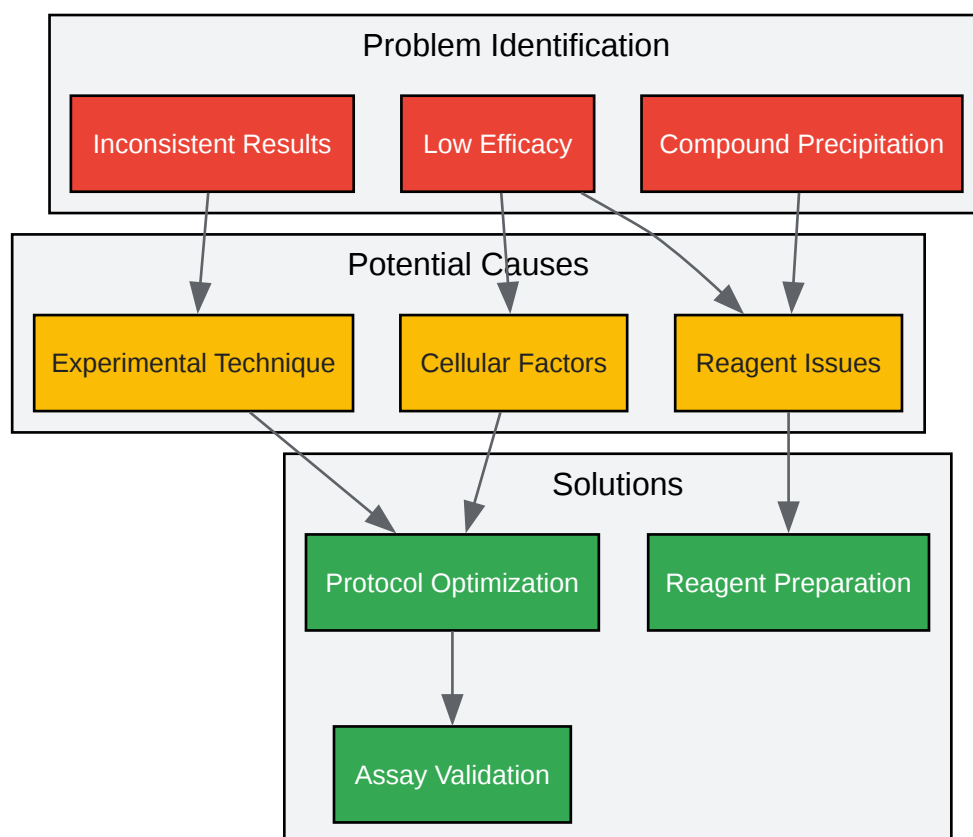 Problem Identification
Inconsistent Results
Low Efficacy
Compound Precipitation
Potential Causes
Experimental Technique
Cellular Factors
Reagent Issues
Solutions
Protocol Optimization
Reagent Preparation
Assay Validation